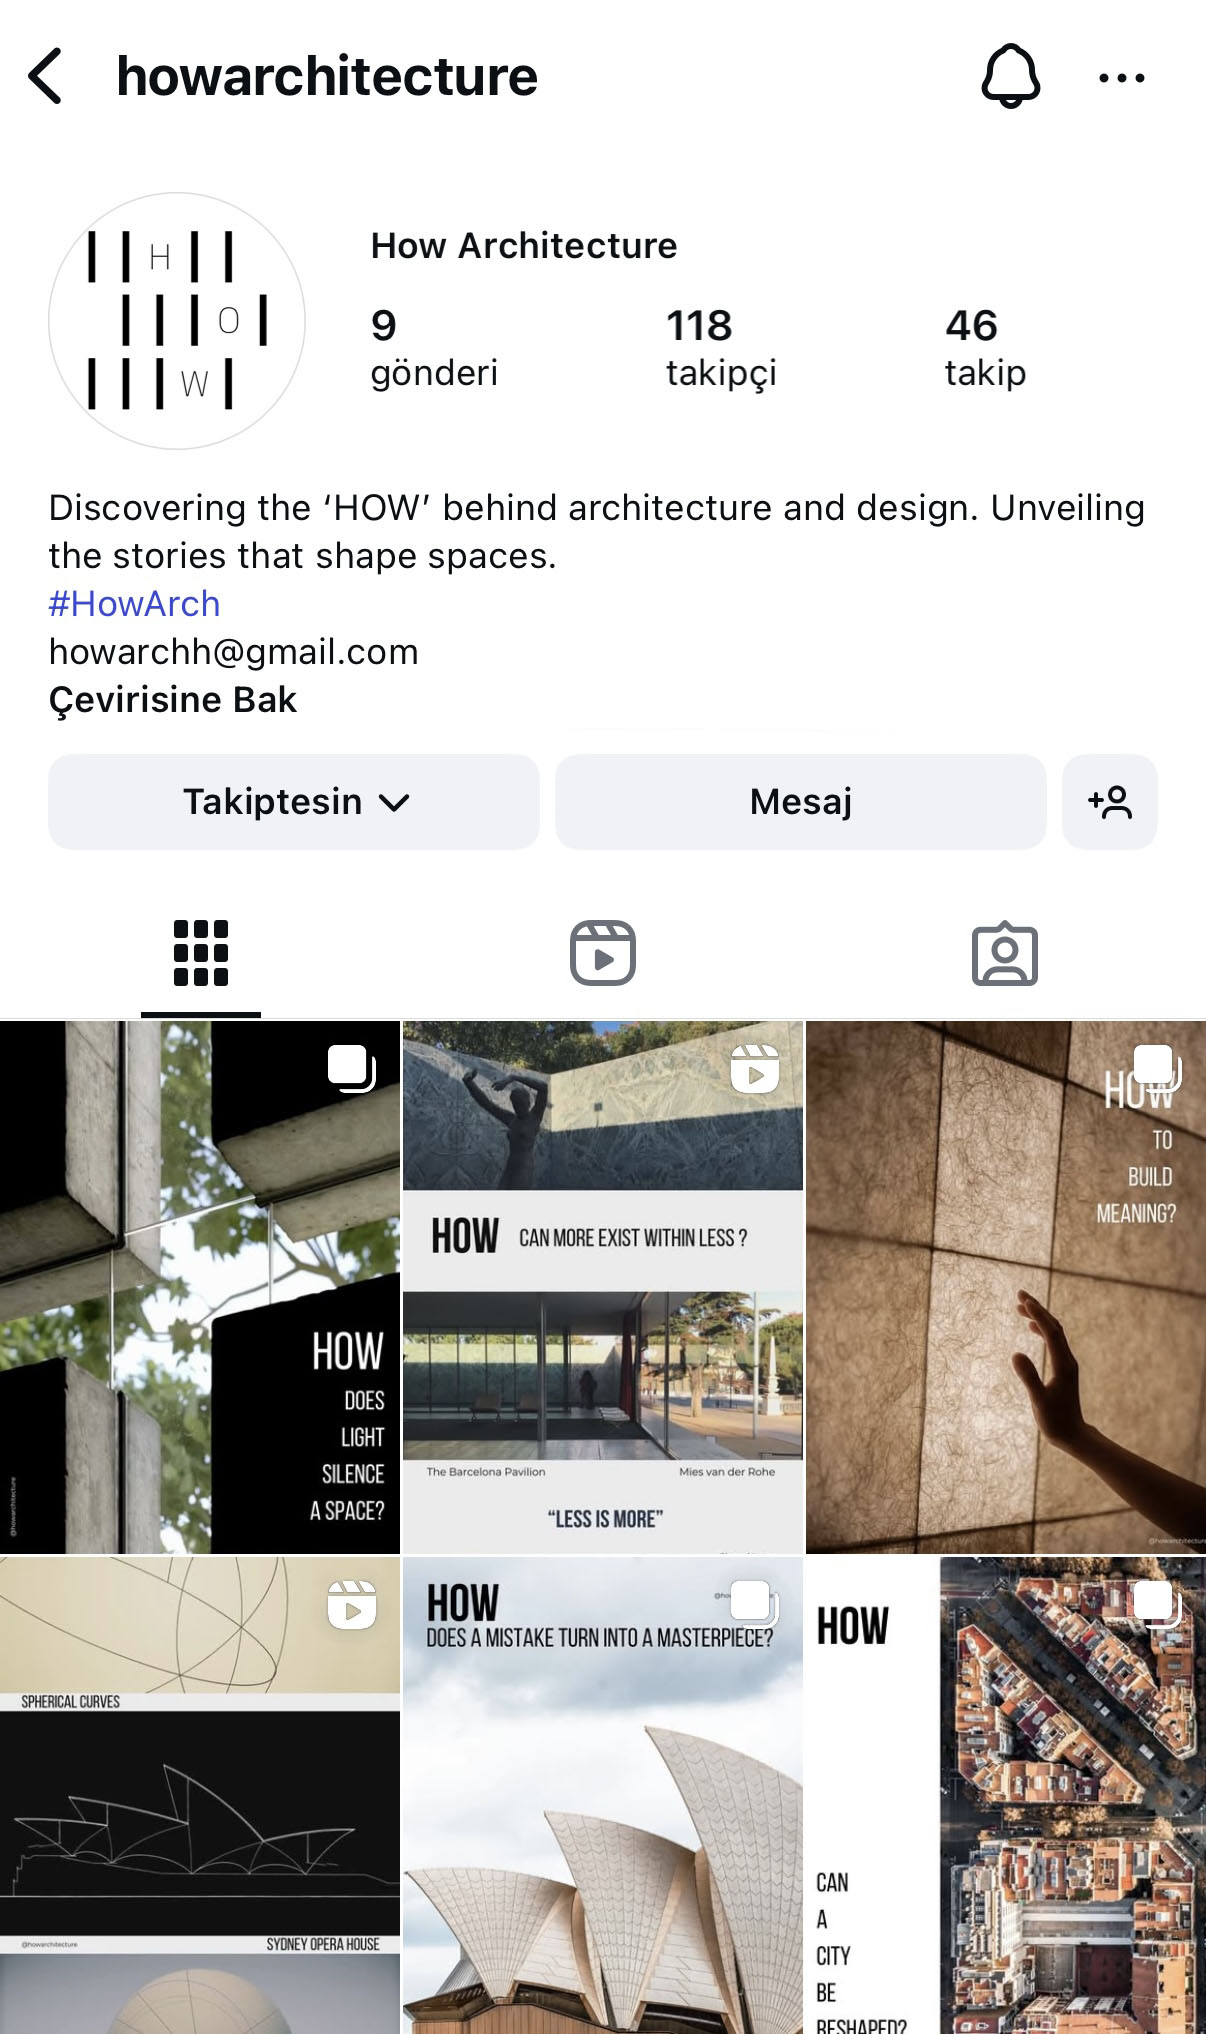 howarchitecture
H
O
W
How Architecture
9 118 46
gönderi takipçi takip
Discovering the ‘HOW’ behind architecture and design. Unveiling
the stories that shape spaces.
#HowArch
howarchh@gmail.com
Çevirisine Bak
Takiptesin Mesaj
HOW
DOES
LIGHT
SILENCE
A SPACE?
@howarchitecture
HOW CAN MORE EXIST WITHIN LESS ?
The Barcelona Pavilion Mies van der Rohe
“LESS IS MORE”
HOW
TO
BUILD
MEANING?
@howarchitecture
SPHERICAL CURVES
@howarchitecture SYDNEY OPERA HOUSE
HOW
DOES A MISTAKE TURN INTO A MASTERPIECE?
HOW
CAN
A
CITY
BE
RESHAPED?